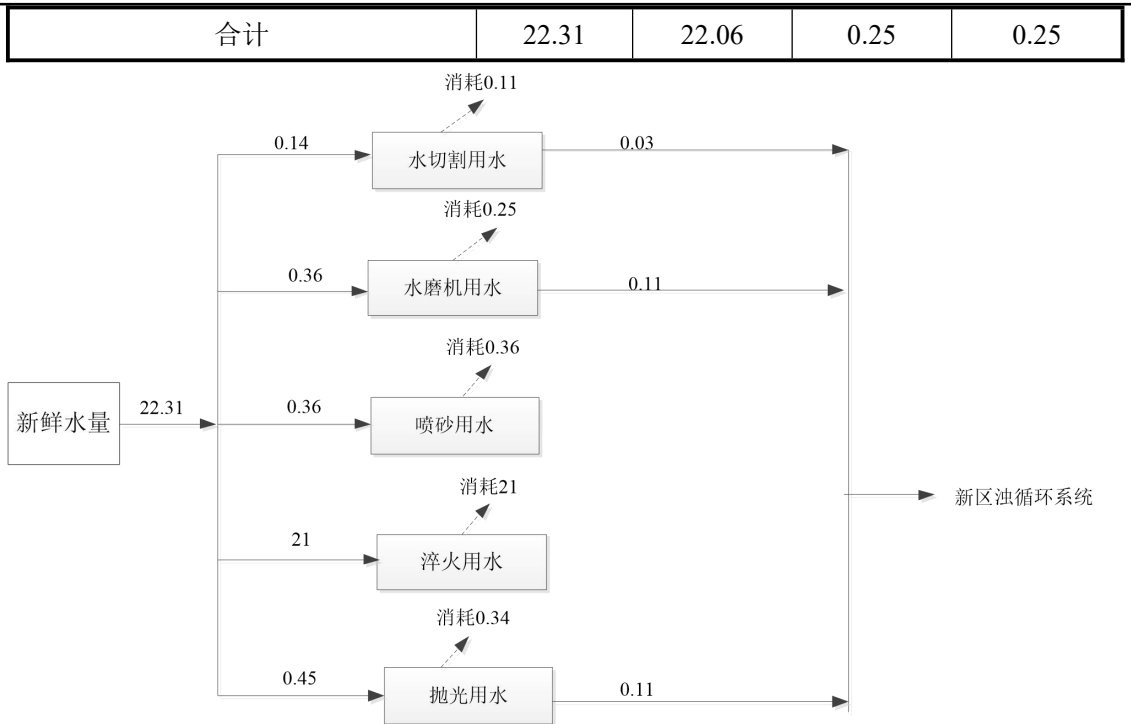 合计 22.31 22.06 0.25 0.25
消耗0.11
0.14
水切割用水
0.03
消耗0.25
0.36
水磨机用水
0.11
消耗0.36
新鲜水量
22.31
0.36
喷砂用水
消耗21
新区浊循环系统
21
淬火用水
消耗0.34
0.45
抛光用水
0.11